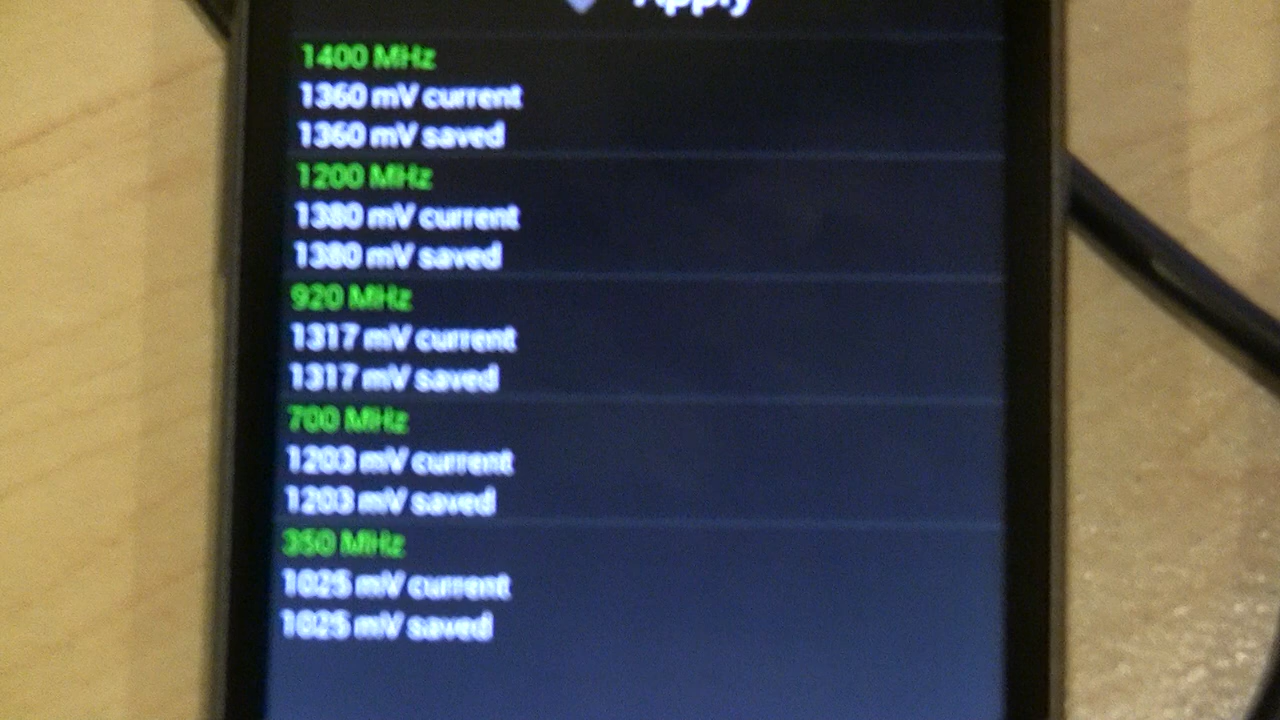 Apply
1400 MHz
1360 mV current
1360 mV saved
1200 MHz
1380 mV current
1380 mV saved
920 MHz
1317 mV current
1317 mV saved
700 MHz
1203 mV current
1203 mV saved
350 MHz
1025 mV current
1025 mV saved